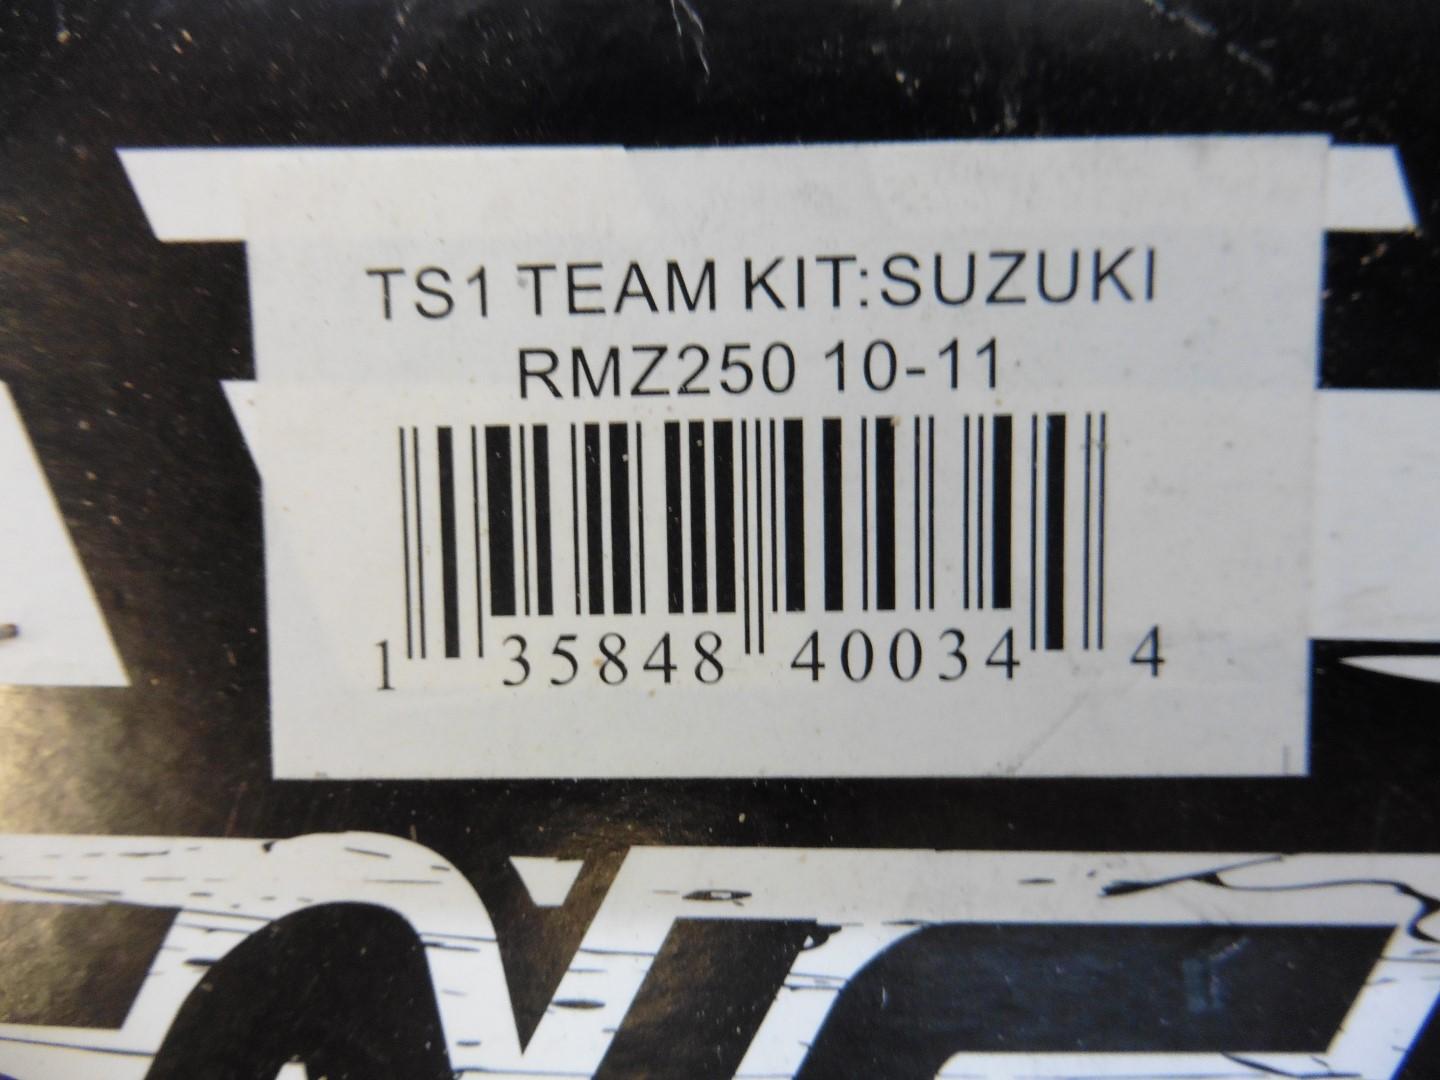 TS1 TEAM KIT:SUZUKI
RMZ250 10-11
1 35848 40034 4